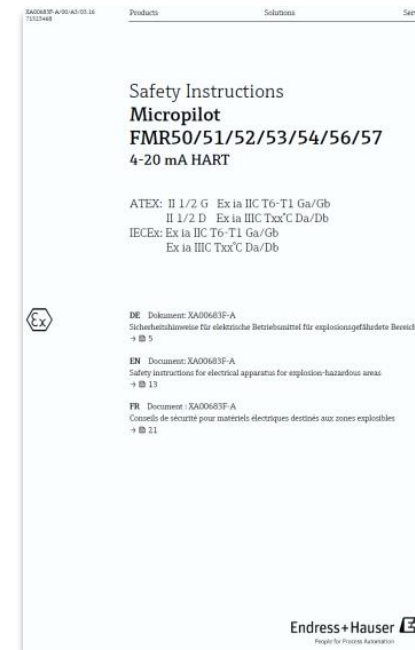 XA00683F-A/00/A3/03.16
71323468
Products Solutions Ser
Safety Instructions
Micropilot
FMR50/51/52/53/54/56/57
4-20 mA HART
ATEX: II 1/2 G Ex ia IIC T6-T1 Ga/Gb
II 1/2 D Ex ia IIIC Txx°C Da/Db
IECEx: Ex ia IIC T6-T1 Ga/Gb
Ex ia IIIC Txx°C Da/Db
Ex
DE Dokument: XA00683F-A
Sicherheitshinweise für elektrische Betriebsmittel für explosionsgefährdete Bereich
→ 5
EN Document: XA00683F-A
Safety instructions for electrical apparatus for explosion-hazardous areas
→ 13
FR Document : XA00683F-A
Conseils de sécurité pour matériels électriques destinés aux zones explosibles
→ 21
Endress+Hauser
People for Process Automation